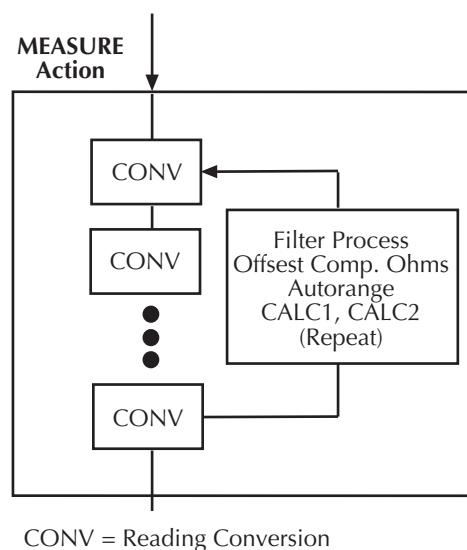 MEASURE
Action
CONV
CONV
CONV
Filter Process
Offsest Comp. Ohms
Autorange
CALC1, CALC2
(Repeat)
CONV = Reading Conversion